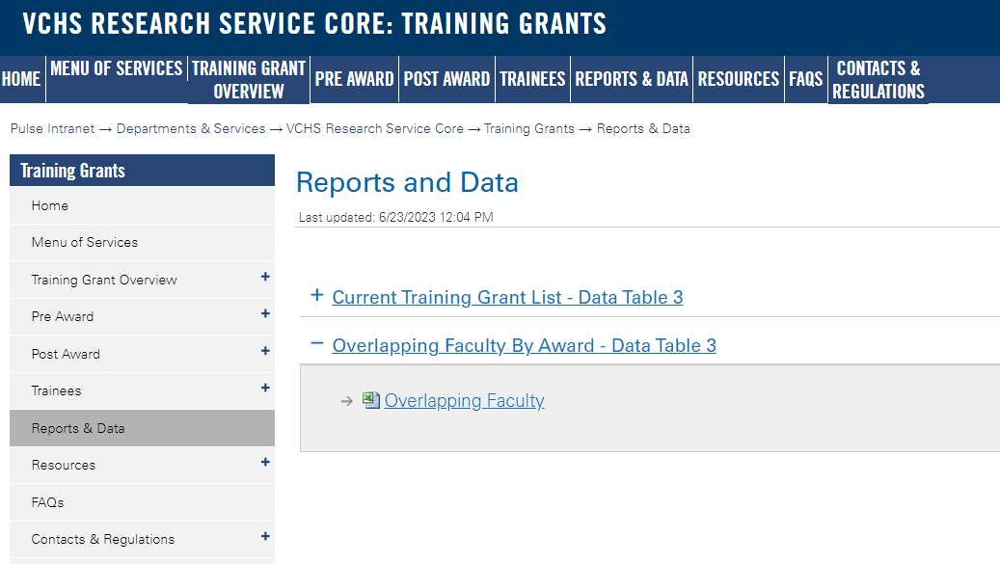 VCHS RESEARCH SERVICE CORE: TRAINING GRANTS
HOME
MENU OF SERVICES
TRAINING GRANT
OVERVIEW
PRE AWARD
POST AWARD
TRAINEES
REPORTS & DATA
RESOURCES
FAQS
CONTACTS &
REGULATIONS
Pulse Intranet → Departments & Services → VCHS Research Service Core → Training Grants → Reports & Data
Training Grants
Home
Menu of Services
Training Grant Overview +
Pre Award +
Post Award +
Trainees +
Reports & Data
Resources +
FAQs
Contacts & Regulations +
Reports and Data
Last updated: 6/23/2023 12:04 PM
+ Current Training Grant List - Data Table 3
− Overlapping Faculty By Award - Data Table 3
→ Overlapping Faculty